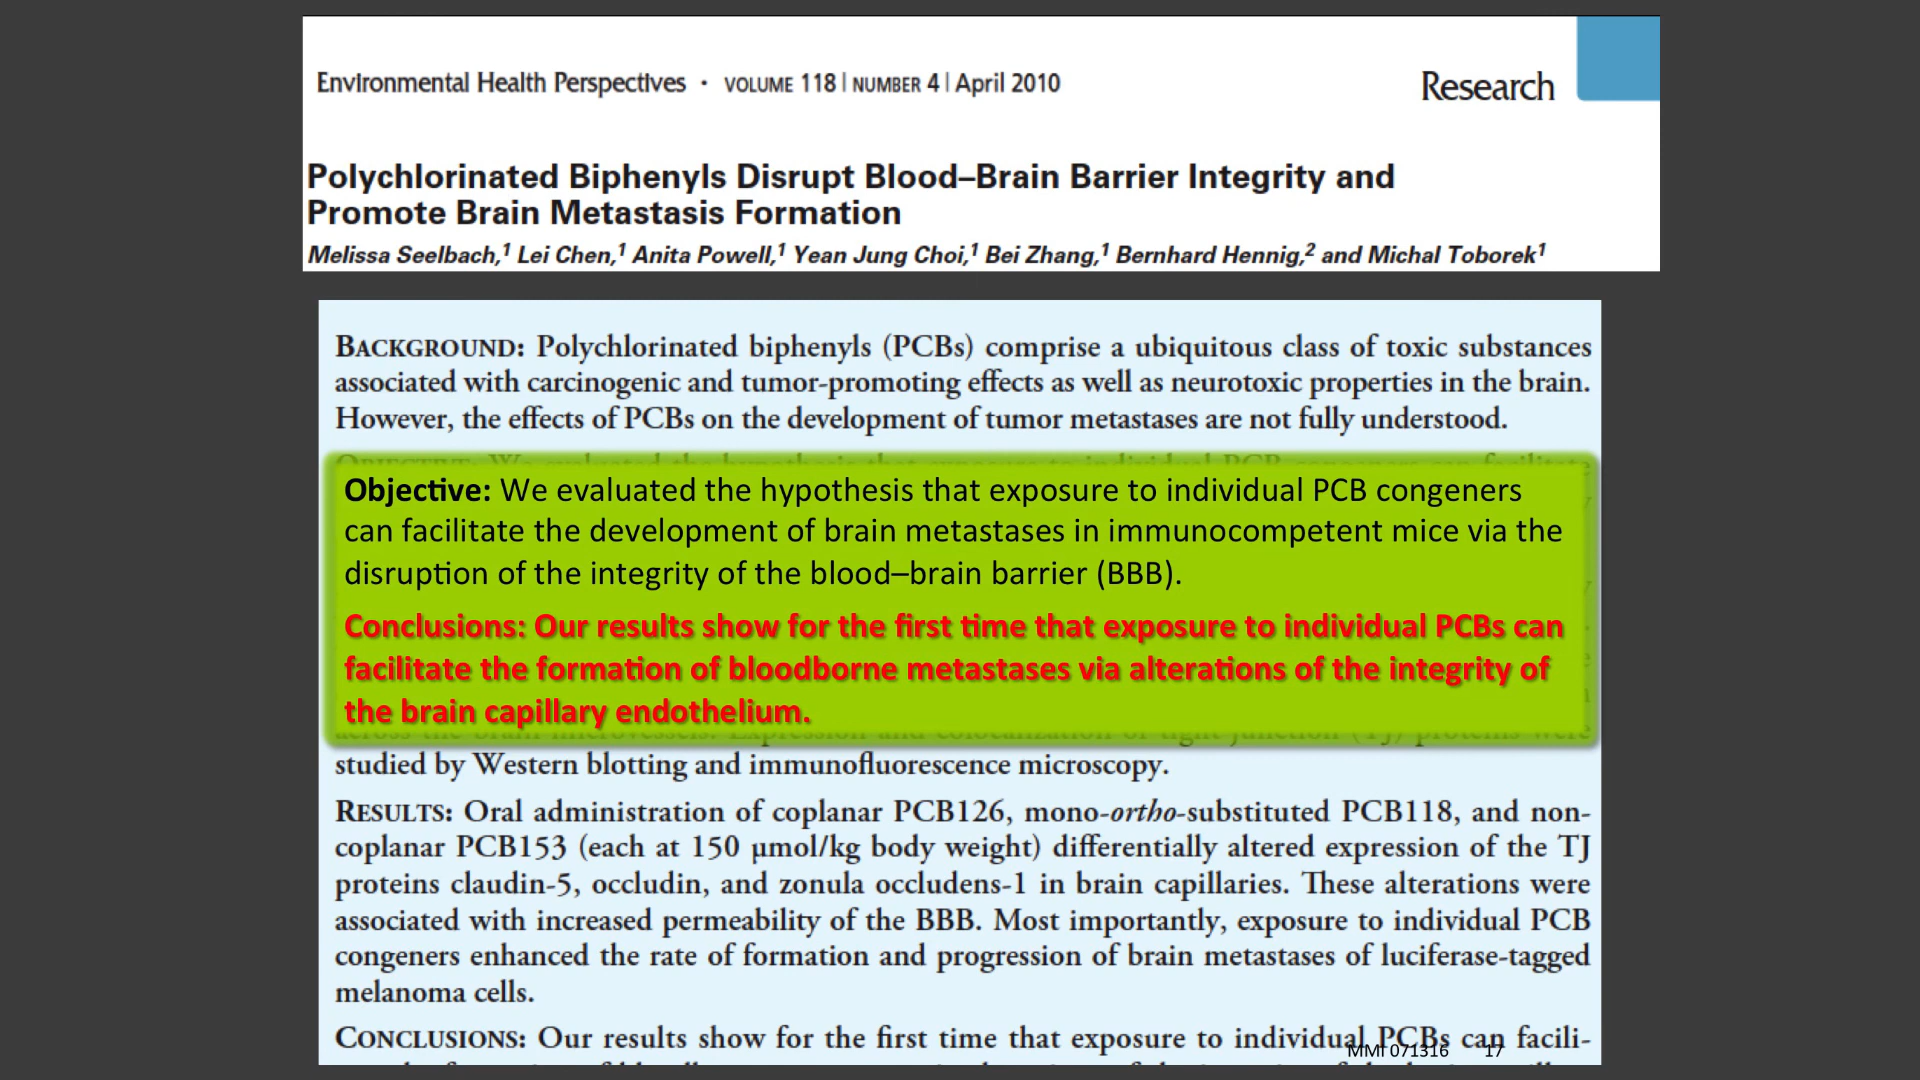 Environmental Health Perspectives · VOLUME 118 | NUMBER 4 | April 2010
Research
Polychlorinated Biphenyls Disrupt Blood–Brain Barrier Integrity and
Promote Brain Metastasis Formation
Melissa Seelbach,1 Lei Chen,1 Anita Powell,1 Yean Jung Choi,1 Bei Zhang,1 Bernhard Hennig,2 and Michal Toborek1
BACKGROUND: Polychlorinated biphenyls (PCBs) comprise a ubiquitous class of toxic substances
associated with carcinogenic and tumor-promoting effects as well as neurotoxic properties in the brain.
However, the effects of PCBs on the development of tumor metastases are not fully understood.
Objective: We evaluated the hypothesis that exposure to individual PCB congeners
can facilitate the development of brain metastases in immunocompetent mice via the
disruption of the integrity of the blood–brain barrier (BBB).
Conclusions: Our results show for the first time that exposure to individual PCBs can
facilitate the formation of bloodborne metastases via alterations of the integrity of
the brain capillary endothelium.
studied by Western blotting and immunofluorescence microscopy.
RESULTS: Oral administration of coplanar PCB126, mono-ortho-substituted PCB118, and non-
coplanar PCB153 (each at 150 μmol/kg body weight) differentially altered expression of the TJ
proteins claudin-5, occludin, and zonula occludens-1 in brain capillaries. These alterations were
associated with increased permeability of the BBB. Most importantly, exposure to individual PCB
congeners enhanced the rate of formation and progression of brain metastases of luciferase-tagged
melanoma cells.
CONCLUSIONS: Our results show for the first time that exposure to individual PCBs can facili-
MMI 071316 17